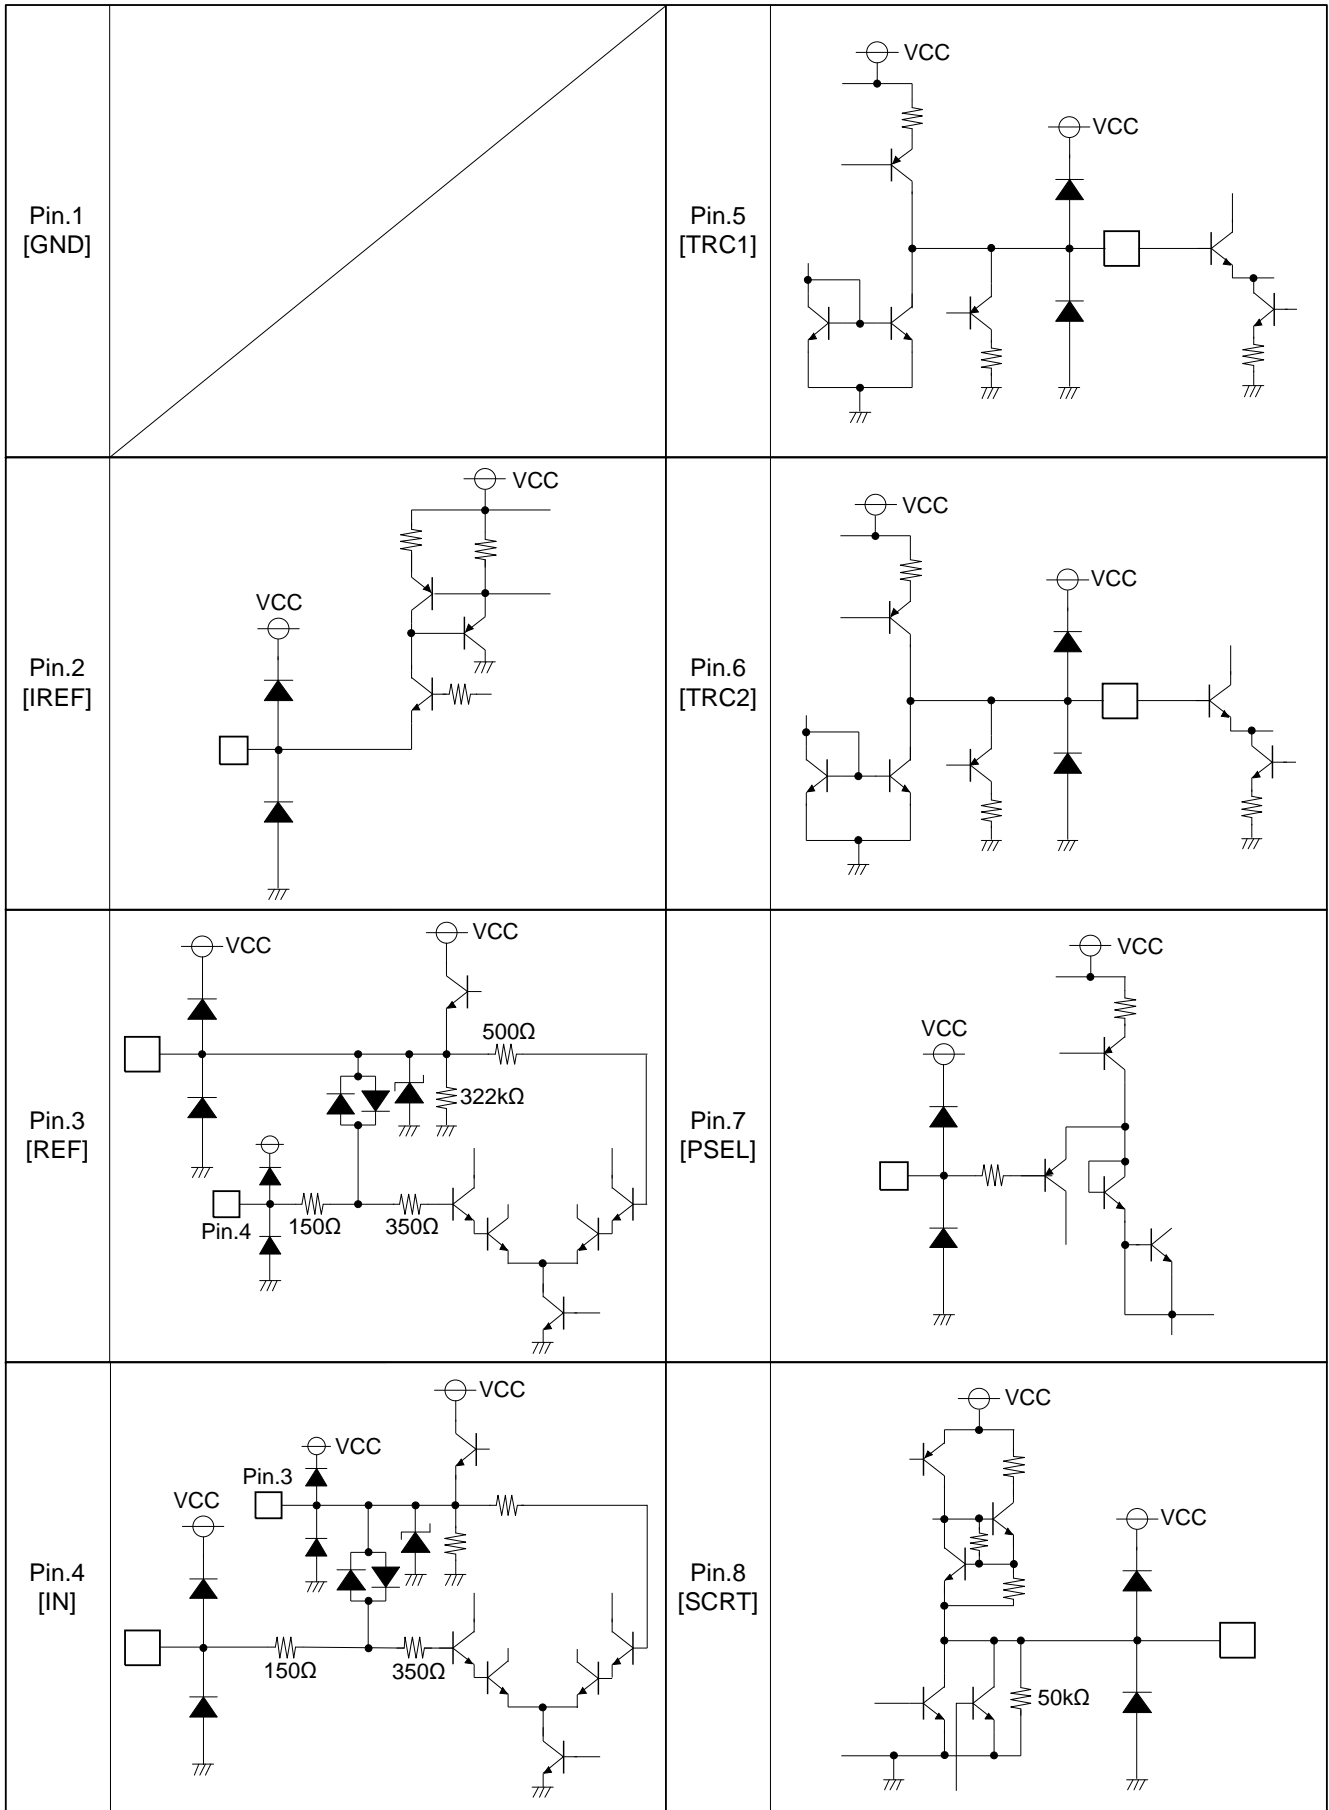 Pin.1
[GND]
Pin.5
[TRC1]
VCC
VCC
Pin.2
[IREF]
VCC
VCC
Pin.6
[TRC2]
VCC
VCC
Pin.3
[REF]
VCC
VCC
500Ω
322kΩ
Pin.4
150Ω
350Ω
Pin.7
[PSEL]
VCC
VCC
Pin.4
[IN]
VCC
VCC
Pin.3
VCC
150Ω
350Ω
Pin.8
[SCRT]
VCC
VCC
50kΩ